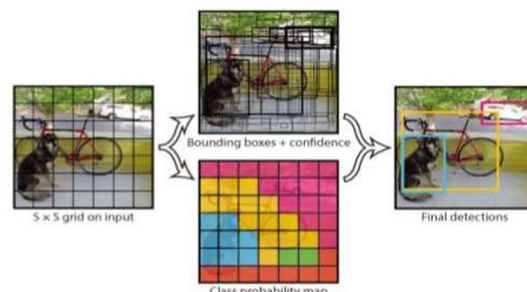 Bounding boxes + confidence
S × S grid on input
Final detections
Class probability map